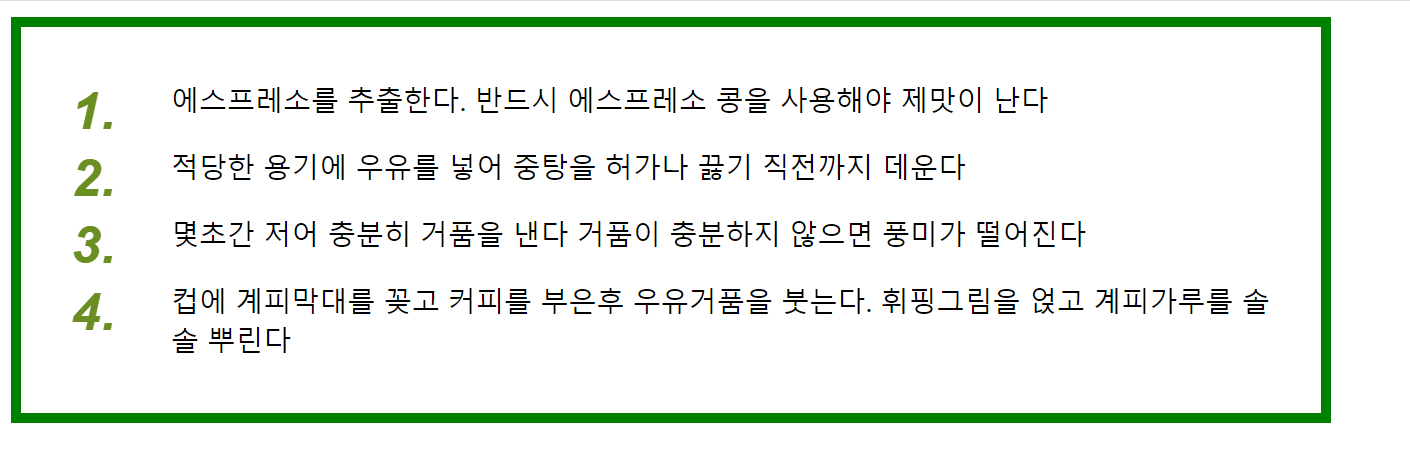 1. 에스프레소를 추출한다. 반드시 에스프레소 콩을 사용해야 제맛이 난다
2. 적당한 용기에 우유를 넣어 중탕을 허가나 끓기 직전까지 데운다
3. 몇초간 저어 충분히 거품을 낸다 거품이 충분하지 않으면 풍미가 떨어진다
4. 컵에 계피막대를 꽂고 커피를 부은후 우유거품을 붓는다. 휘핑그림을 얹고 계피가루를 솔
솔 뿌린다